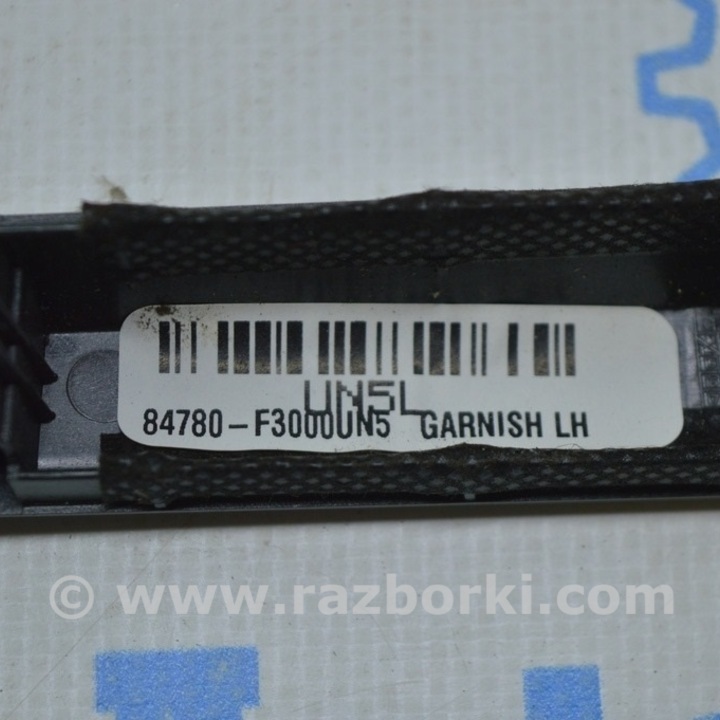 UN5L
84780-F3000UN5 GARNISH LH
© www.razborki.com